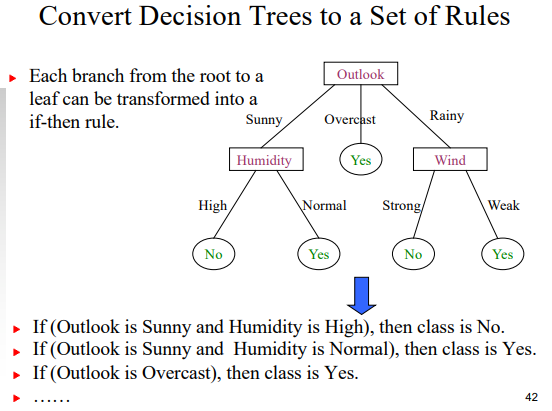 Convert Decision Trees to a Set of Rules
Each branch from the root to a
leaf can be transformed into a
if-then rule.
Outlook
Sunny
Overcast
Rainy
Humidity
Yes
Wind
High
Normal
Strong
Weak
No
Yes
No
Yes
If (Outlook is Sunny and Humidity is High), then class is No.
If (Outlook is Sunny and  Humidity is Normal), then class is Yes.
If (Outlook is Overcast), then class is Yes.
……
42